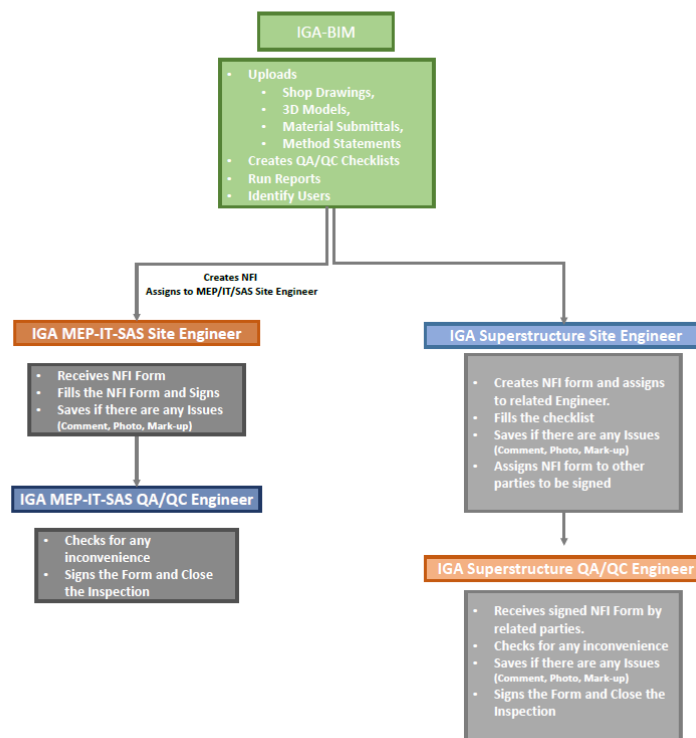 IGA-BIM
• Uploads
• Shop Drawings,
• 3D Models,
• Material Submittals,
• Method Statements
• Creates QA/QC Checklists
• Run Reports
• Identify Users
Creates NFI
Assigns to MEP/IT/SAS Site Engineer
IGA MEP-IT-SAS Site Engineer
• Receives NFI Form
• Fills the NFI Form and Signs
• Saves if there are any Issues
(Comment, Photo, Mark-up)
IGA MEP-IT-SAS QA/QC Engineer
• Checks for any
inconvenience
• Signs the Form and Close
the Inspection
IGA Superstructure Site Engineer
• Creates NFI form and assigns
to related Engineer.
• Fills the checklist
• Saves if there are any Issues
(Comment, Photo, Mark-up)
• Assigns NFI form to other
parties to be signed
IGA Superstructure QA/QC Engineer
• Receives signed NFI Form by
related parties.
• Checks for any inconvenience
• Saves if there are any Issues
(Comment, Photo, Mark-up)
• Signs the Form and Close the
Inspection